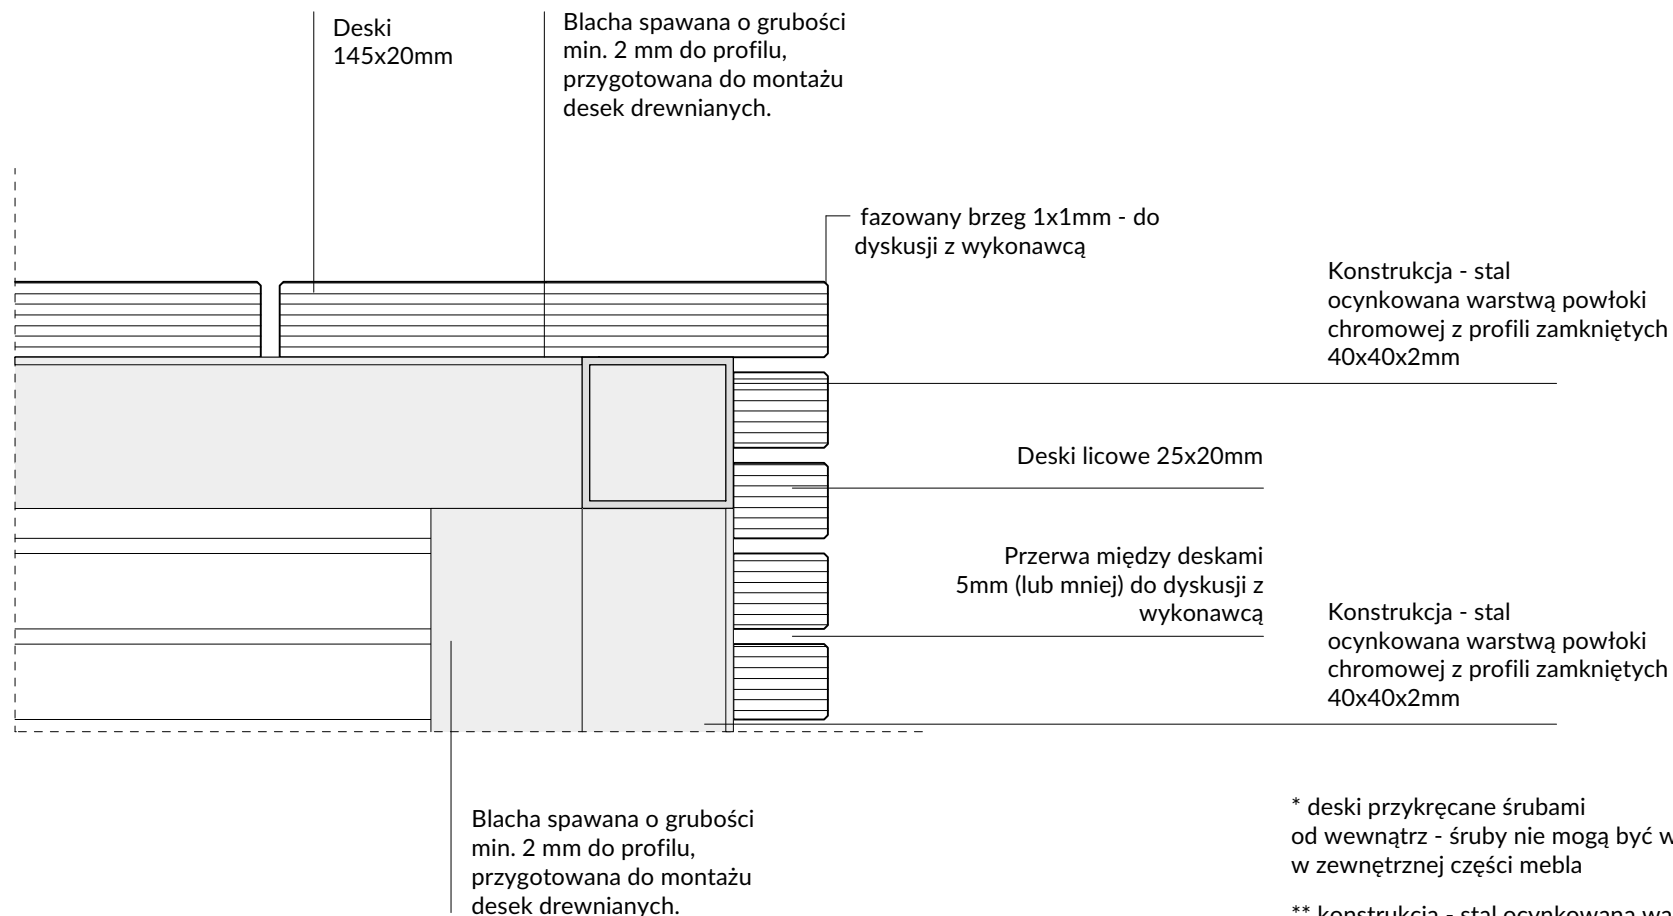 Deski
145x20mm
Blacha spawana o grubości
min. 2 mm do profilu,
przygotowana do montażu
desek drewnianych.
fazowany brzeg 1x1mm - do
dyskusji z wykonawcą
Konstrukcja - stal
ocynkowana warstwą powłoki
chromowej z profili zamkniętych
40x40x2mm
Deski licowe 25x20mm
Przerwa między deskami
5mm (lub mniej) do dyskusji z
wykonawcą
Konstrukcja - stal
ocynkowana warstwą powłoki
chromowej z profili zamkniętych
40x40x2mm
Blacha spawana o grubości
min. 2 mm do profilu,
przygotowana do montażu
desek drewnianych.
* deski przykręcane śrubami
od wewnątrz - śruby nie mogą być
w zewnętrznej części mebla
** konstrukcja - stal ocynkowana